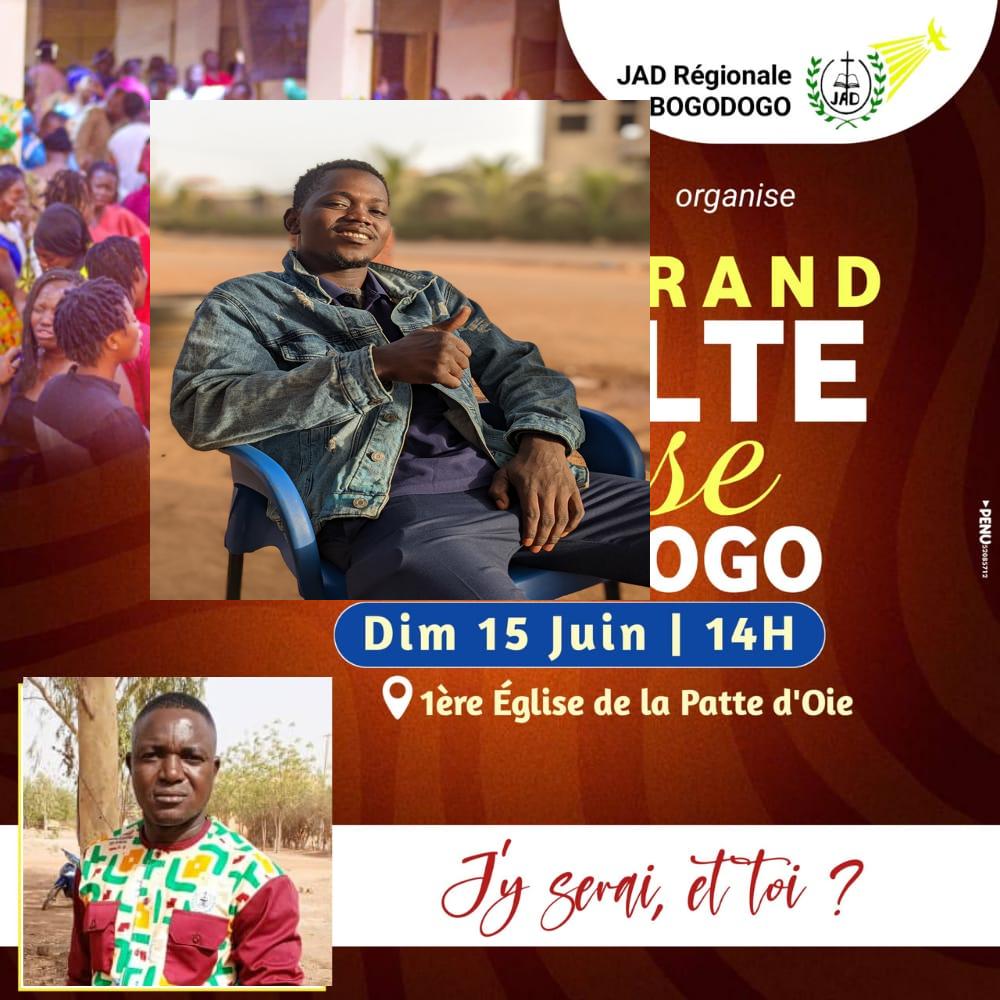 JAD Régionale
BOGODOGO
JAD
organise
RAND
LTE
se
OGO
Dim 15 Juin | 14H
1ère Église de la Patte d'Oie
J'y serai, et toi ?
PENU